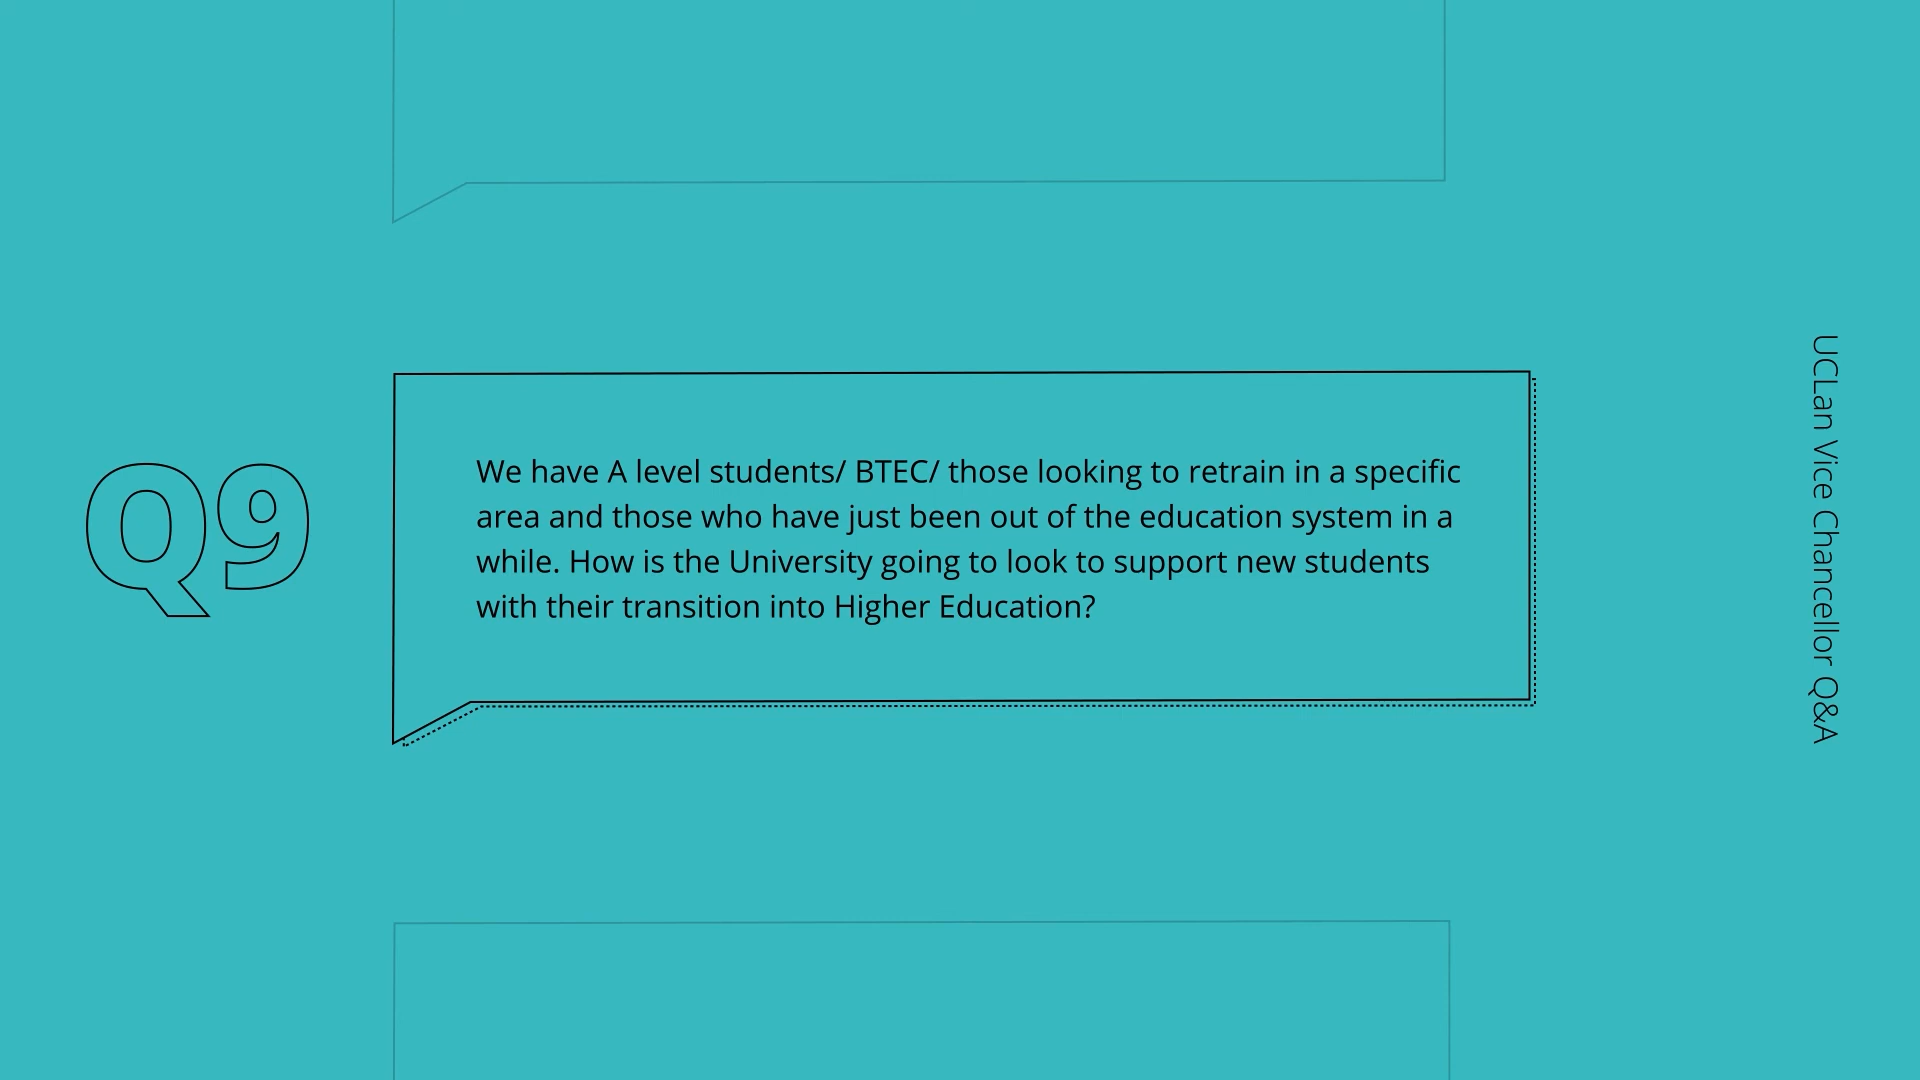 Q9
We have A level students/ BTEC/ those looking to retrain in a specific
area and those who have just been out of the education system in a
while. How is the University going to look to support new students
with their transition into Higher Education?
UCLan Vice Chancellor Q&A